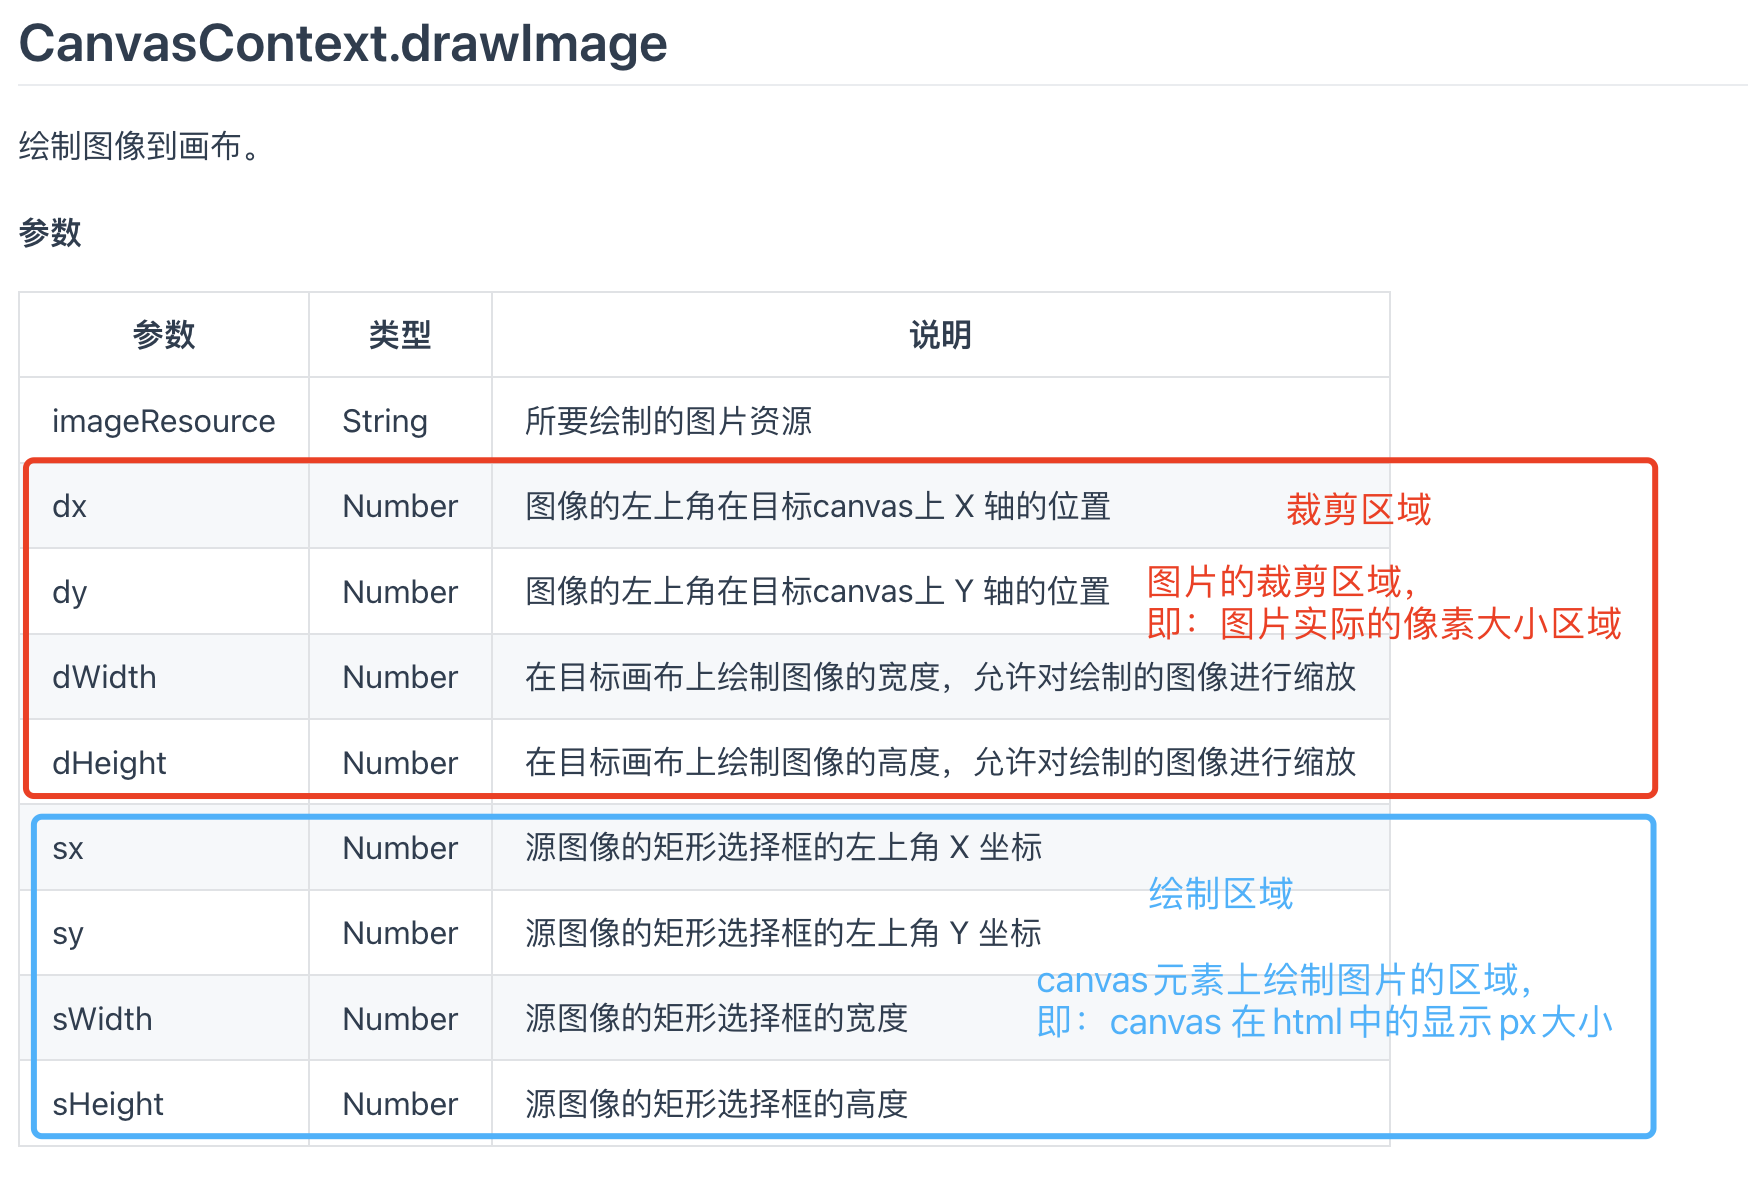 CanvasContext.drawImage
绘制图像到画布。
参数
参数 类型 说明
imageResource String 所要绘制的图片资源
dx Number 图像的左上角在目标canvas上 X 轴的位置 裁剪区域
dy Number 图像的左上角在目标canvas上 Y 轴的位置
图片的裁剪区域，
即：图片实际的像素大小区域
dWidth Number 在目标画布上绘制图像的宽度，允许对绘制的图像进行缩放
dHeight Number 在目标画布上绘制图像的高度，允许对绘制的图像进行缩放
sx Number 源图像的矩形选择框的左上角 X 坐标
绘制区域
sy Number 源图像的矩形选择框的左上角 Y 坐标
canvas元素上绘制图片的区域，
即：canvas 在html中的显示px大小
sWidth Number 源图像的矩形选择框的宽度
sHeight Number 源图像的矩形选择框的高度